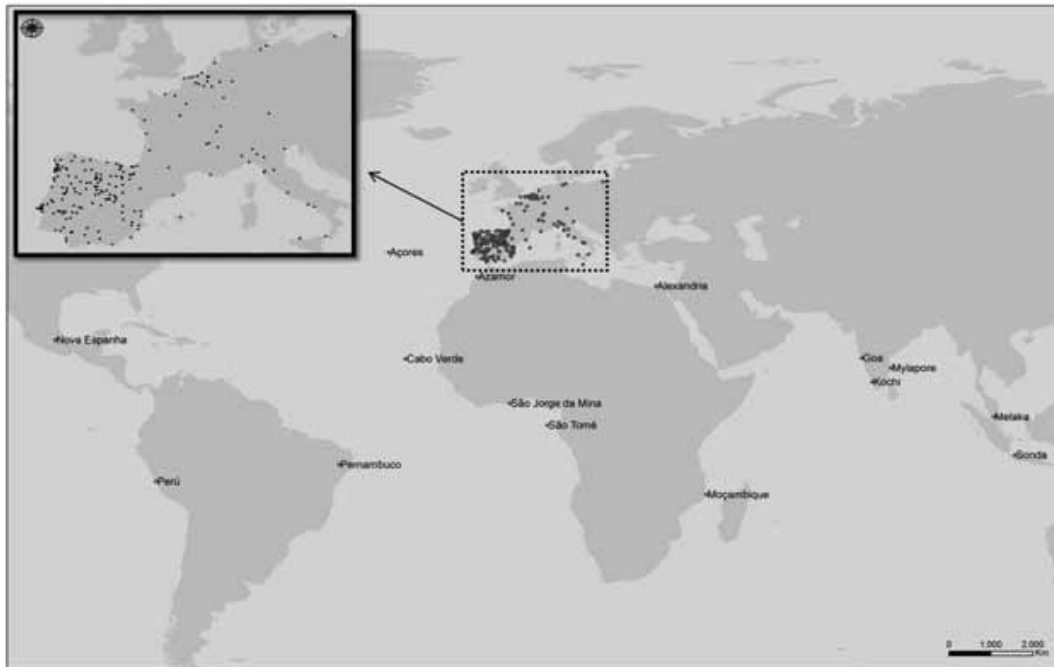 Açores
Azamor
Alexandria
Nova Espanha
Cabo Verde
Goa
Mylapore
Kochi
São Jorge da Mina
Melaka
São Tomé
Sonda
Pernambuco
Perú
Moçambique
0 1.000 2.000
Km